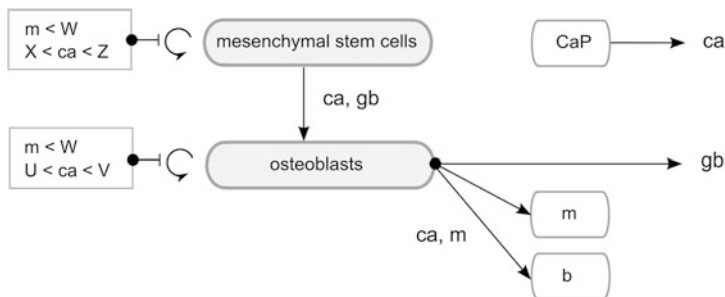 m < W
X < ca < Z
mesenchymal stem cells
CaP
ca
ca, gb
m < W
U < ca < V
osteoblasts
gb
m
ca, m
b